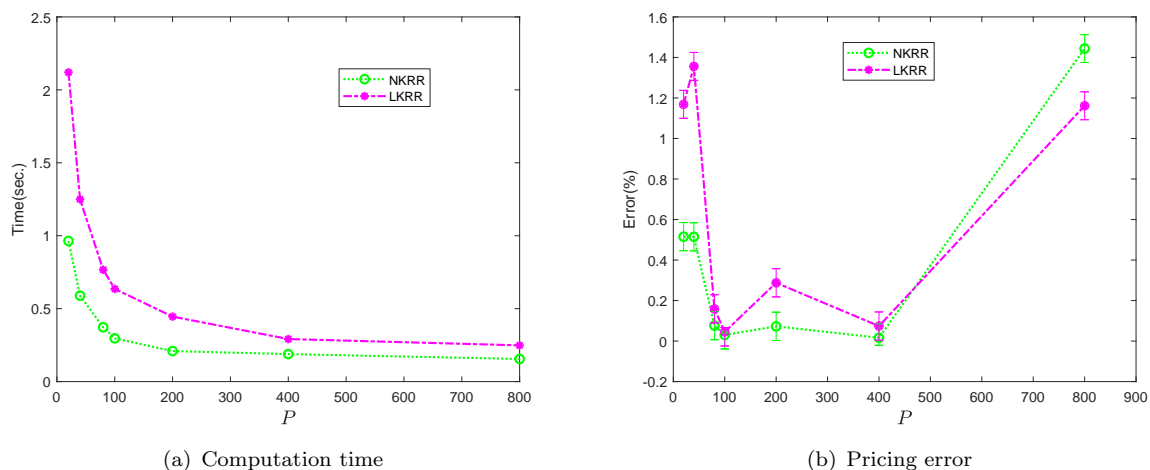 2.5
2
1.5
1
0.5
0
Time(sec.)
NKRR
LKRR
0 100 200 300 400 500 600 700 800
P
(a) Computation time
1.6
1.4
1.2
1
0.8
0.6
0.4
0.2
0
-0.2
Error(%)
NKRR
LKRR
0 100 200 300 400 500 600 700 800 900
P
(b) Pricing error